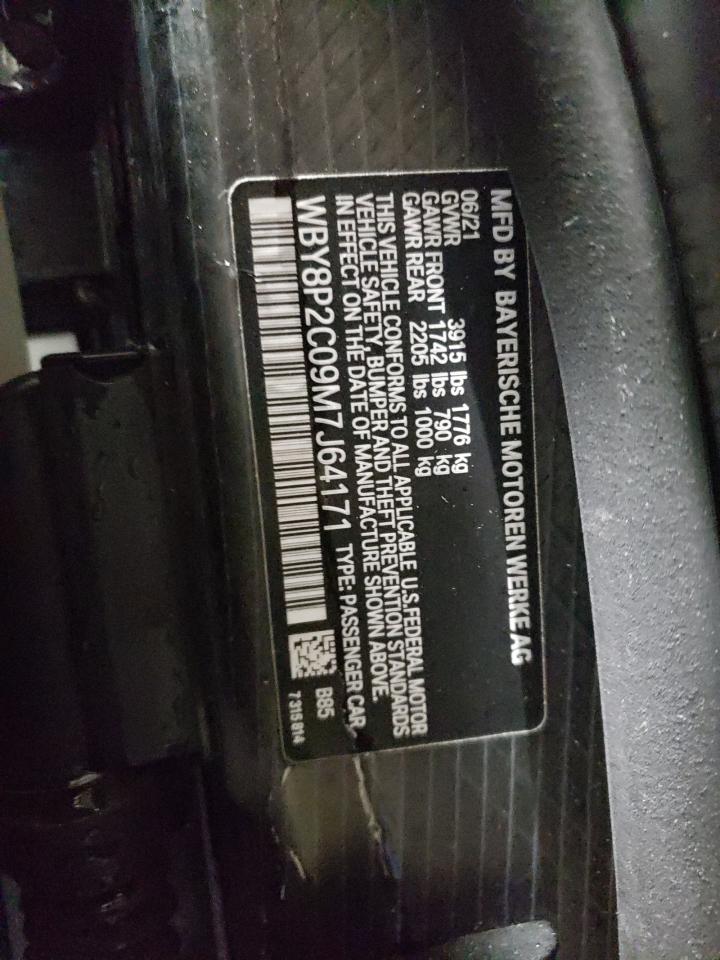 MFD BY BAYERISCHE MOTOREN WERKE AG
06/21
GVWR 3915 lbs 1776 kg
GAWR FRONT 1742 lbs 790 kg
GAWR REAR 2205 lbs 1000 kg
THIS VEHICLE CONFORMS TO ALL APPLICABLE U.S.FEDERAL MOTOR
VEHICLE SAFETY, BUMPER AND THEFT PREVENTION STANDARDS
IN EFFECT ON THE DATE OF MANUFACTURE SHOWN ABOVE.
WBY8P2C09M7J64171 TYPE: PASSENGER CAR
B85
7 315 814